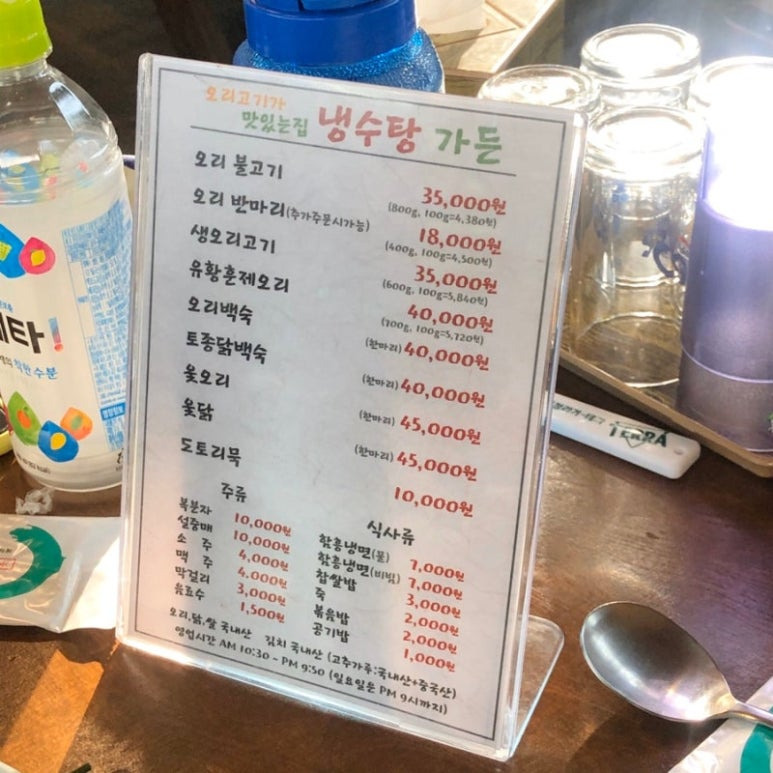 오리고기가
맛있는집 냉수탕 가든
오리 불고기 35,000원
(800g, 100g=4,380원)
오리 반마리(추가주문시가능) 18,000원
(400g, 100g=4,500원)
생오리고기 35,000원
(600g, 100g=5,840원)
유황훈제오리 40,000원
(700g, 100g=5,720원)
오리백숙 (한마리) 40,000원
토종닭백숙 (한마리) 40,000원
옻오리 (한마리) 45,000원
옻닭 (한마리) 45,000원
도토리묵 10,000원
주류
복분자 10,000원
설중매 10,000원
소 주 4,000원
맥 주 4,000원
막걸리 3,000원
음료수 1,500원
식사류
함흥냉면(물) 7,000원
함흥냉면(비빔) 7,000원
찹쌀밥 3,000원
죽 2,000원
볶음밥 2,000원
공기밥 1,000원
오리,닭,쌀 국내산 김치 국내산 (고추가루:국내산+중국산)
영업시간 AM 10:30 - PM 9:50 (일요일은 PM 9시까지)
타!
수분
TERRA